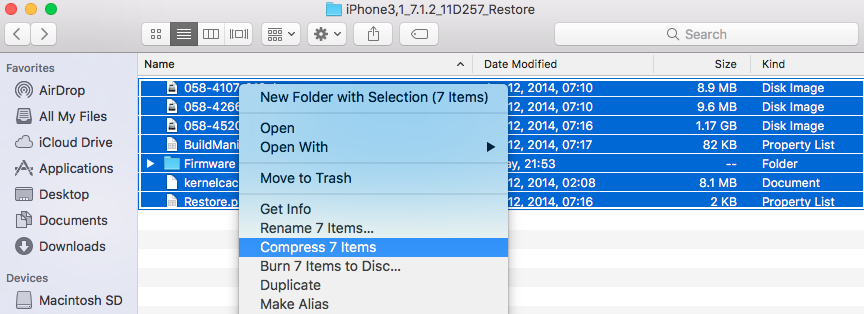 iPhone3,1_7.1.2_11D257_Restore
Search
Favorites
AirDrop
All My Files
iCloud Drive
Applications
Desktop
Documents
Downloads
Devices
Macintosh SD
Name Date Modified Size Kind
058-4107 12, 2014, 07:10 8.9 MB Disk Image
058-4266 12, 2014, 07:10 9.6 MB Disk Image
058-4520 12, 2014, 07:16 1.17 GB Disk Image
BuildMani 12, 2014, 07:17 82 KB Property List
Firmware 21:53 -- Folder
kernelcac 12, 2014, 02:08 8.1 MB Document
Restore.p 12, 2014, 07:16 2 KB Property List
New Folder with Selection (7 Items)
Open
Open With
Move to Trash
Get Info
Rename 7 Items...
Compress 7 Items
Burn 7 Items to Disc...
Duplicate
Make Alias